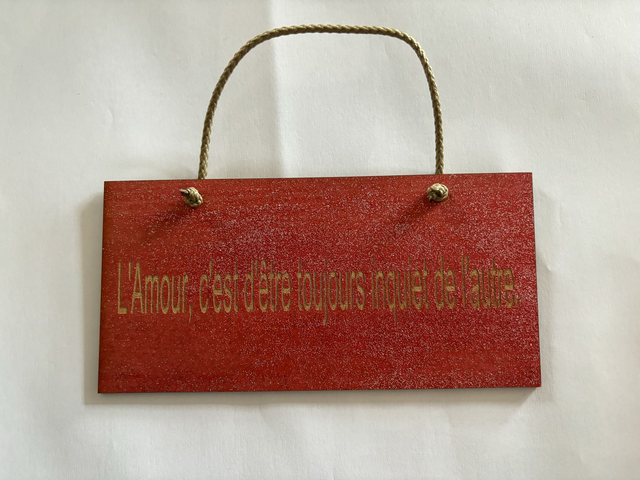 L'Amour, c'est d'être toujours inquiet de l'autre.